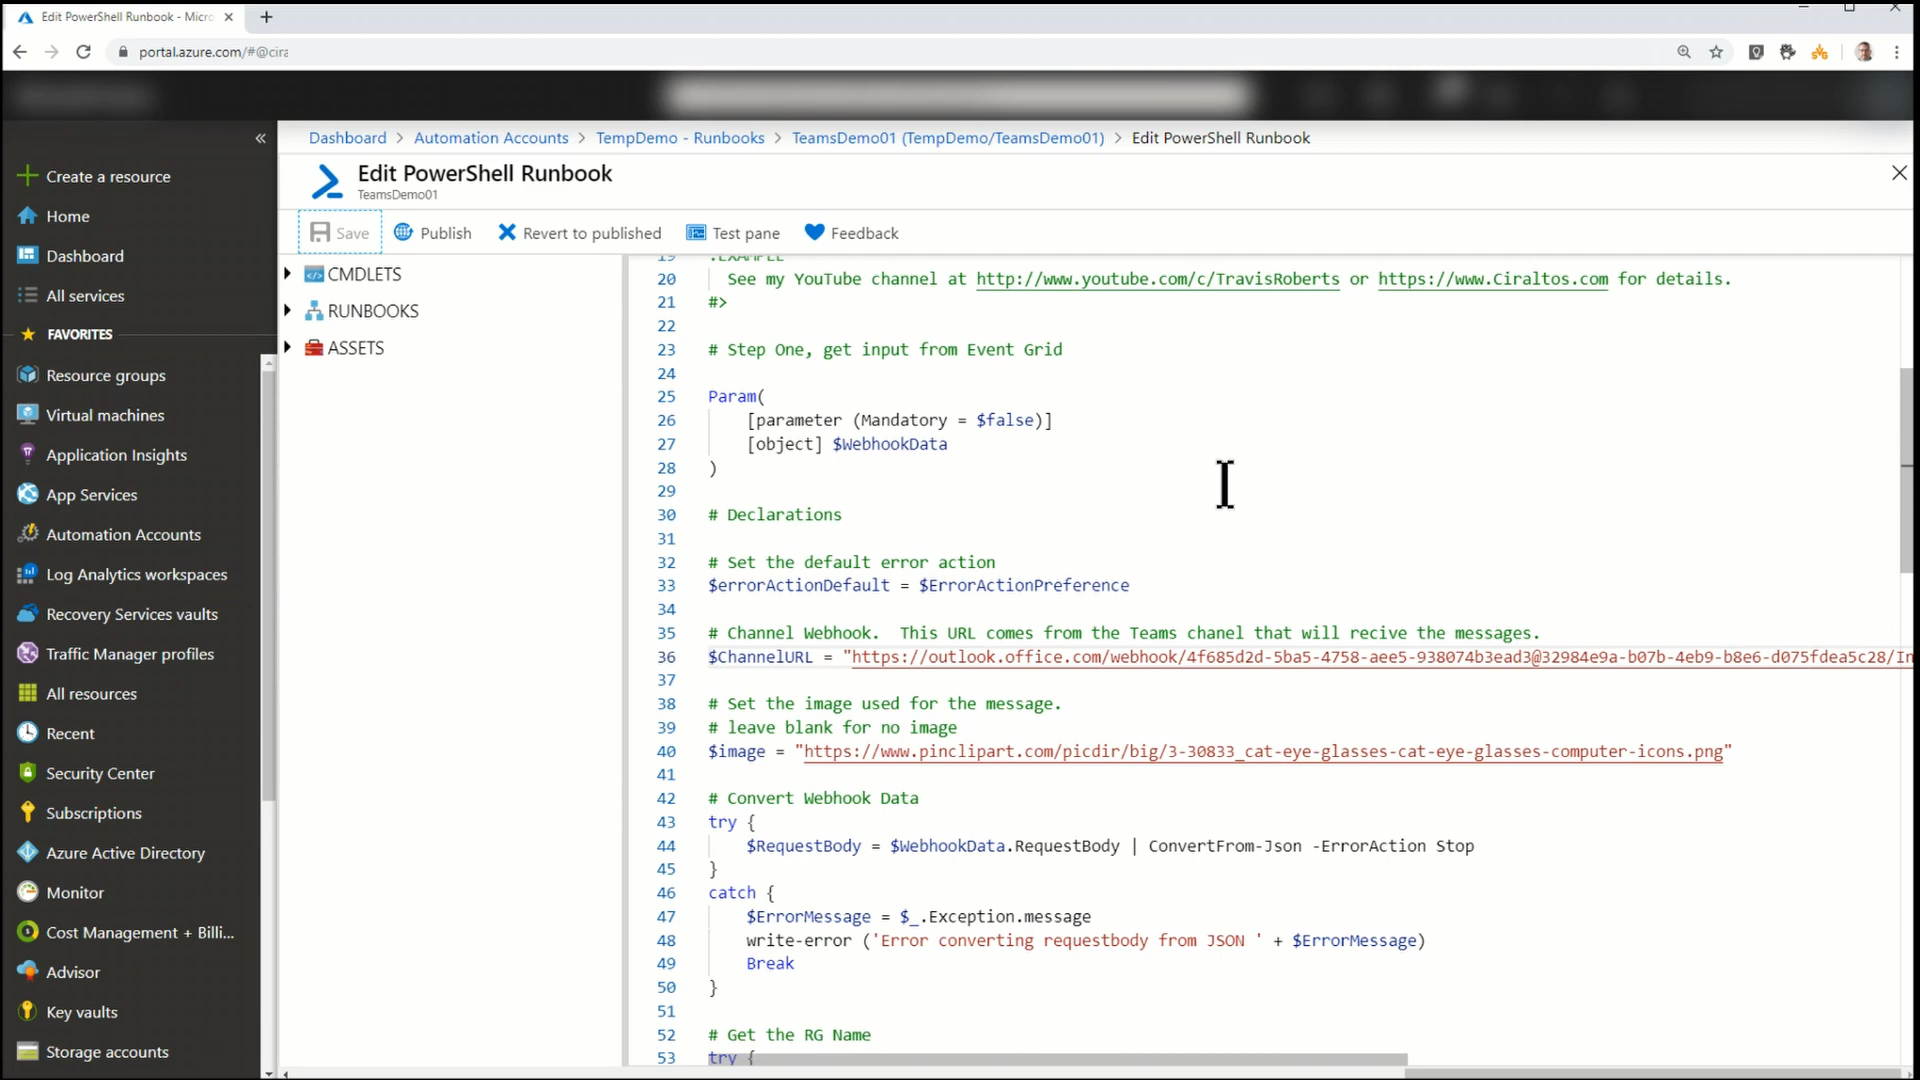 Edit PowerShell Runbook - Micro
portal.azure.com/#@cira
Dashboard > Automation Accounts > TempDemo - Runbooks > TeamsDemo01 (TempDemo/TeamsDemo01) > Edit PowerShell Runbook
Edit PowerShell Runbook
TeamsDemo01
Save Publish Revert to published Test pane Feedback
Create a resource
Home
Dashboard
All services
FAVORITES
Resource groups
Virtual machines
Application Insights
App Services
Automation Accounts
Log Analytics workspaces
Recovery Services vaults
Traffic Manager profiles
All resources
Recent
Security Center
Subscriptions
Azure Active Directory
Monitor
Cost Management + Billi...
Advisor
Key vaults
Storage accounts
CMDLETS
RUNBOOKS
ASSETS
19 .EXAMPLE
20 See my YouTube channel at http://www.youtube.com/c/TravisRoberts or https://www.Ciraltos.com for details.
21 #>
22
23 # Step One, get input from Event Grid
24
25 Param(
26 [parameter (Mandatory = $false)]
27 [object] $WebhookData
28 )
29
30 # Declarations
31
32 # Set the default error action
33 $errorActionDefault = $ErrorActionPreference
34
35 # Channel Webhook.  This URL comes from the Teams chanel that will recive the messages.
36 $ChannelURL = "https://outlook.office.com/webhook/4f685d2d-5ba5-4758-aee5-938074b3ead3@32984e9a-b07b-4eb9-b8e6-d075fdea5c28/In
37
38 # Set the image used for the message.
39 # leave blank for no image
40 $image = "https://www.pinclipart.com/picdir/big/3-30833_cat-eye-glasses-cat-eye-glasses-computer-icons.png"
41
42 # Convert Webhook Data
43 try {
44 $RequestBody = $WebhookData.RequestBody | ConvertFrom-Json -ErrorAction Stop
45 }
46 catch {
47 $ErrorMessage = $_.Exception.message
48 write-error ('Error converting requestbody from JSON ' + $ErrorMessage)
49 Break
50 }
51
52 # Get the RG Name
53 try {